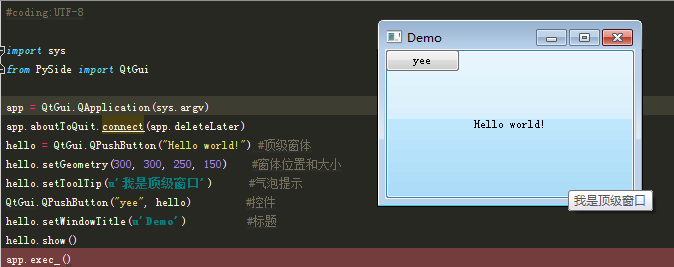 #coding:UTF-8
import sys
from PySide import QtGui
app = QtGui.QApplication(sys.argv)
app.aboutToQuit.connect(app.deleteLater)
hello = QtGui.QPushButton("Hello world!") #顶级窗体
hello.setGeometry(300, 300, 250, 150) #窗体位置和大小
hello.setToolTip(u'我是顶级窗口') #气泡提示
QtGui.QPushButton("yee", hello) #控件
hello.setWindowTitle(u'Demo') #标题
hello.show()
app.exec_()
Demo
yee
Hello world!
我是顶级窗口